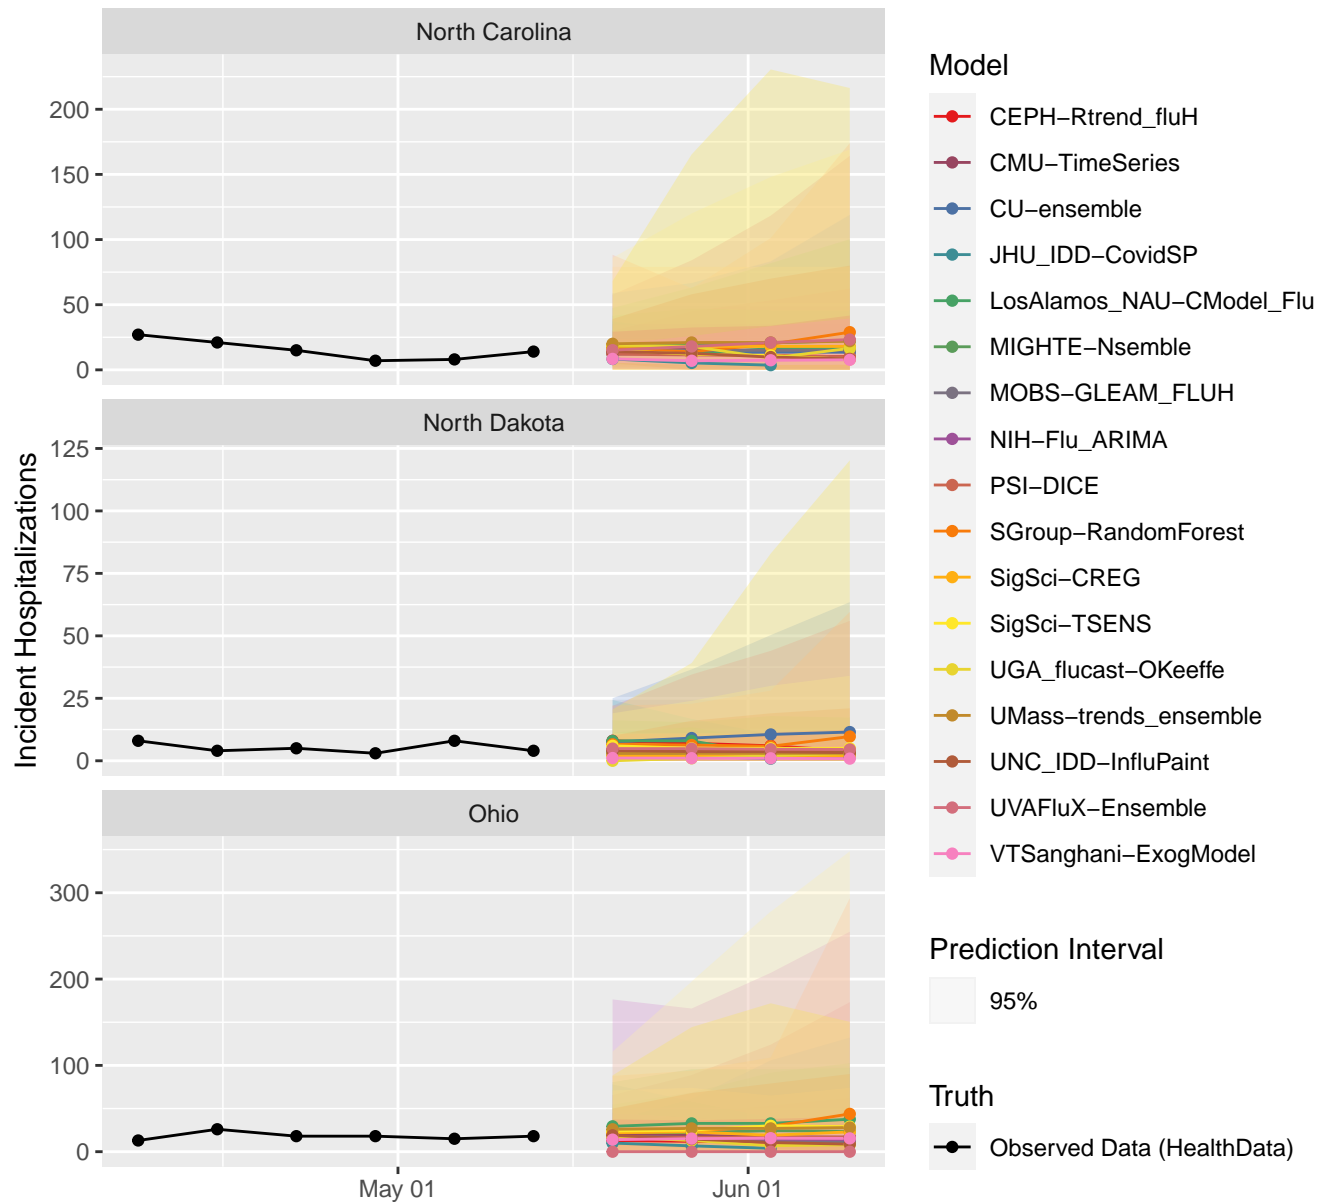 North Carolina
200
150
100
50
0
North Dakota
125
100
75
50
25
0
Ohio
300
200
100
0
May 01
Jun 01
Incident Hospitalizations
Model
CEPH−Rtrend_fluH
CMU−TimeSeries
CU−ensemble
JHU_IDD−CovidSP
LosAlamos_NAU−CModel_Flu
MIGHTE−Nsemble
MOBS−GLEAM_FLUH
NIH−Flu_ARIMA
PSI−DICE
SGroup−RandomForest
SigSci−CREG
SigSci−TSENS
UGA_flucast−OKeeffe
UMass−trends_ensemble
UNC_IDD−InfluPaint
UVAFluX−Ensemble
VTSanghani−ExogModel
Prediction Interval
95%
Truth
Observed Data (HealthData)